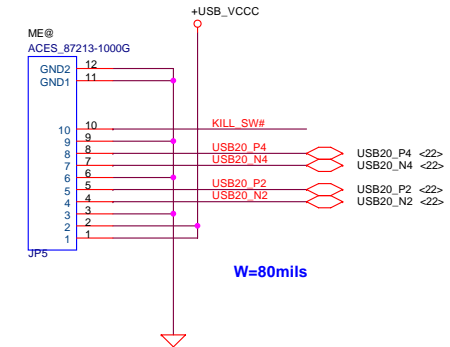 +USB_VCCC
ME@
ACES_87213-1000G
GND2 12
GND1 11
10 10 KILL_SW#
9 9
8 8 USB20_P4 USB20_P4 <22>
7 7 USB20_N4 USB20_N4 <22>
6 6
5 5 USB20_P2 USB20_P2 <22>
4 4 USB20_N2 USB20_N2 <22>
3 3
2 2
1 1
JP5
W=80mils